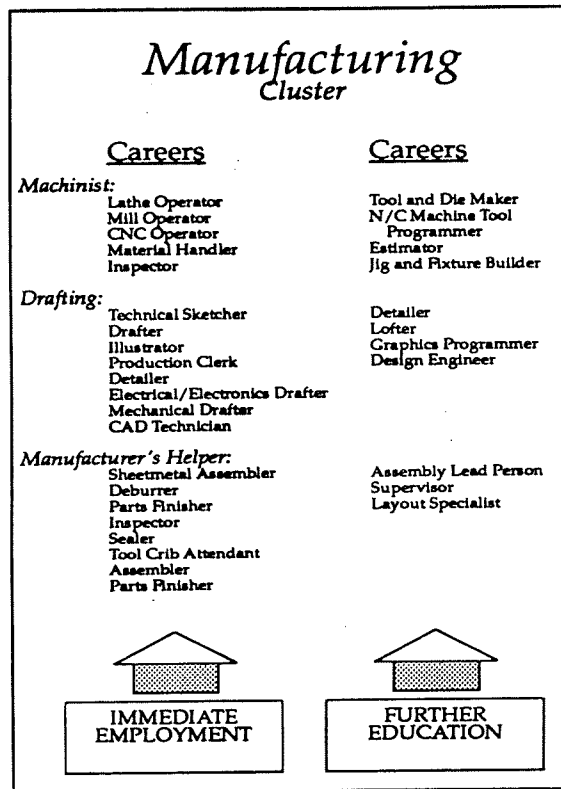 Manufacturing
Cluster
Careers
Machinist:
Lathe Operator
Mill Operator
CNC Operator
Material Handler
Inspector
Drafting:
Technical Sketcher
Drafter
Illustrator
Production Clerk
Detailer
Electrical/Electronics Drafter
Mechanical Drafter
CAD Technician
Manufacturer's Helper:
Sheetmetal Assembler
Deburrer
Parts Finisher
Inspector
Sealer
Tool Crib Attendant
Assembler
Parts Finisher
IMMEDIATE
EMPLOYMENT
Careers
Tool and Die Maker
N/C Machine Tool
Programmer
Estimator
Jig and Fixture Builder
Detailer
Lofter
Graphics Programmer
Design Engineer
Assembly Lead Person
Supervisor
Layout Specialist
FURTHER
EDUCATION